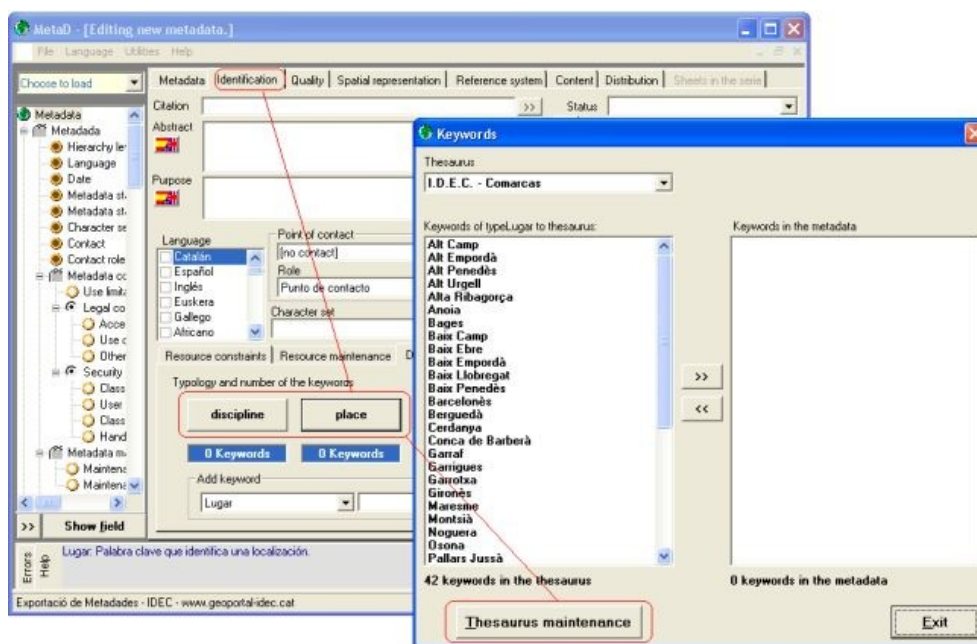 MetaD - [Editing new metadata.]
File Language Utilities Help
Choose to load
Metadata
Metadada
Hierarchy le
Language
Date
Metadata st
Metadata st
Character se
Contact
Contact role
Metadata co
Use limita
Legal co
Acce
Use c
Other
Security
Class
User
Class
Hand
Metadata ma
Maintena
Maintena
>> Show field
Metadata Identification Quality Spatial representation Reference system Content Distribution Sheets in the serie
Citation >> Status
Abstract
Purpose
Language
Catalán
Español
Inglés
Euskera
Gallego
Africano
Point of contact
[no contact]
Role
Punto de contacto
Character set
Resource constraints Resource maintenance D
Typology and number of the keywords
discipline place
0 Keywords 0 Keywords
Add keyword
Lugar
Errors
Help
Lugar: Palabra clave que identifica una localización.
Exportació de Metadades - IDEC - www.geoportal-idec.cat
Keywords
Thesaurus
I.D.E.C. - Comarcas
Keywords of typeLugar to thesaurus:
Alt Camp
Alt Empordà
Alt Penedès
Alt Urgell
Alta Ribagorça
Anoia
Bages
Baix Camp
Baix Ebre
Baix Empordà
Baix Llobregat
Baix Penedès
Barcelonès
Berguedà
Cerdanya
Conca de Barberà
Garraf
Garrigues
Garrotxa
Gironès
Maresme
Montsià
Noguera
Osona
Pallars Jussà
42 keywords in the thesaurus
>>
<<
Keywords in the metadata
0 keywords in the metadata
Thesaurus maintenance
Exit